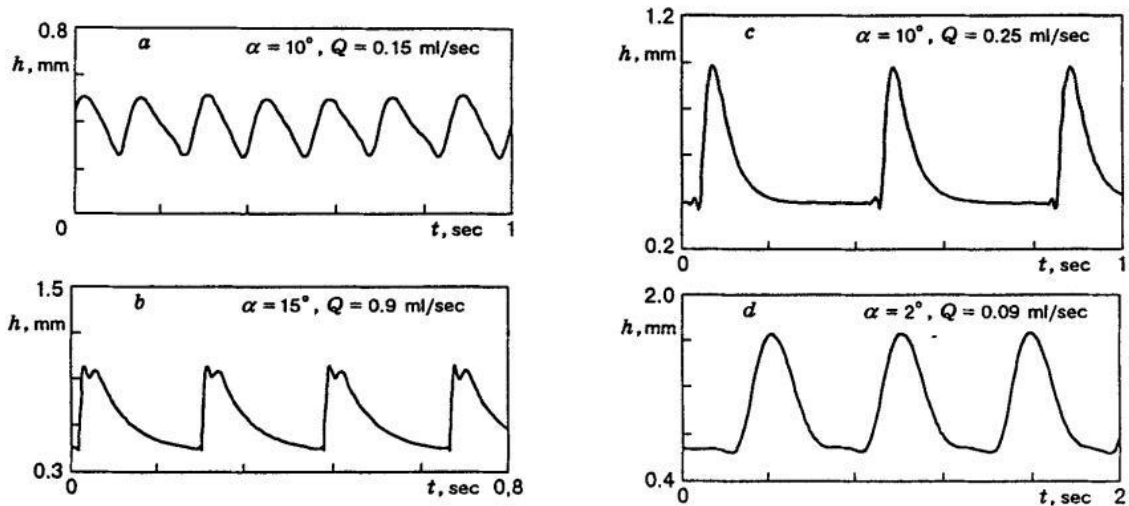 0.8
a
α = 10°, Q = 0.15 ml/sec
h, mm
0
t, sec
1
1.5
b
α = 15°, Q = 0.9 ml/sec
h, mm
0.3
0
t, sec
0,8
1.2
c
α = 10°, Q = 0.25 ml/sec
h, mm
0.2
0
t, sec
1
2.0
d
α = 2°, Q = 0.09 ml/sec
h, mm
0.4
0
t, sec
2